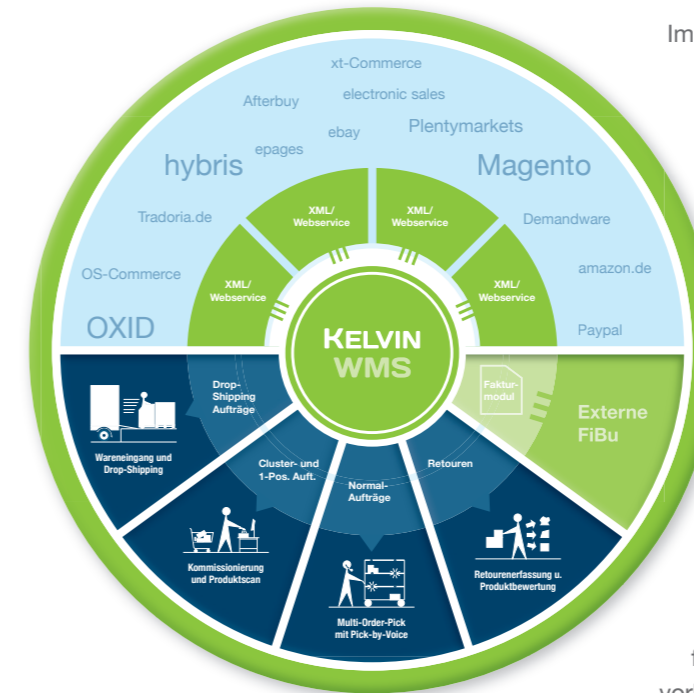 Im
xt-Commerce
Afterbuy
electronic sales
ebay
Plentymarkets
epages
hybris
Magento
XML/
Webservice
XML/
Webservice
Tradoria.de
Demandware
OS-Commerce
XML/
Webservice
XML/
Webservice
amazon.de
OXID
KELVIN
WMS
Paypal
Drop-
Shipping
Aufträge
Faktur-
modul
Externe
FiBu
Wareneingang und
Drop-Shipping
Cluster- und
1-Pos. Auft.
Normal-
Aufträge
Retouren
Kommissionierung
und Produktscan
Multi-Order-Pick
mit Pick-by-Voice
Retourenerfassung u.
Produktbewertung